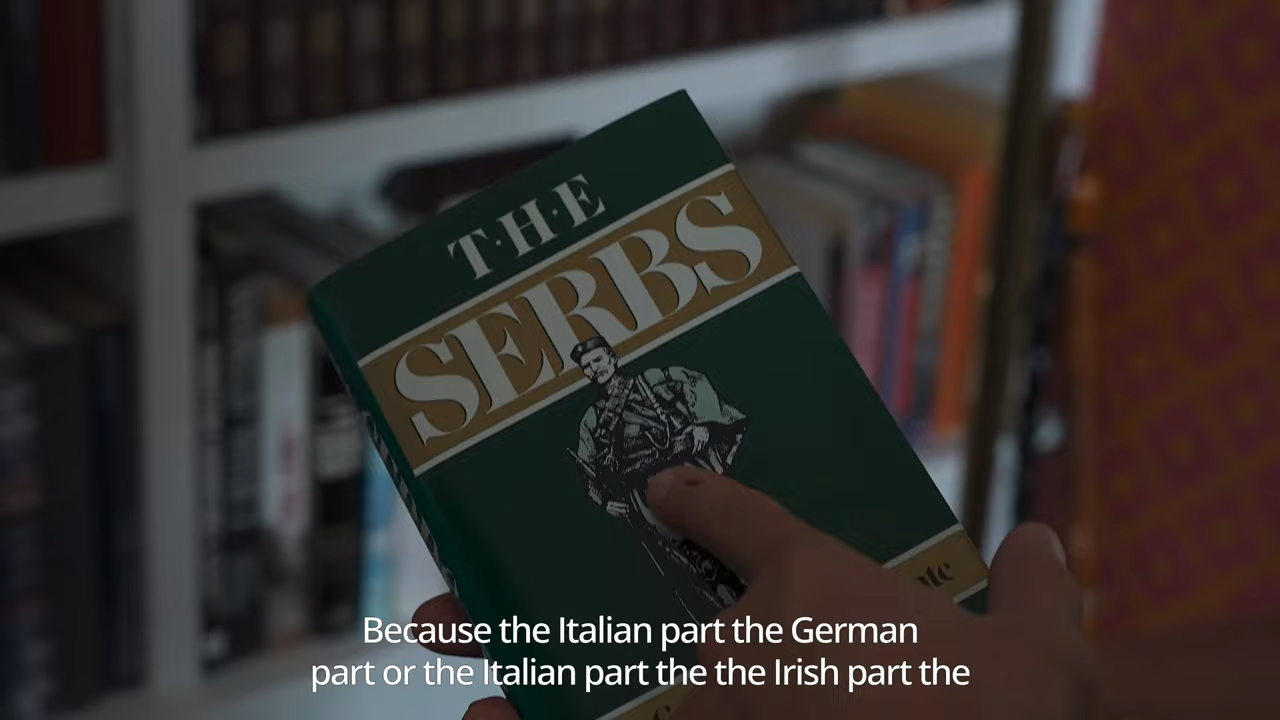 T·H·E
SERBS
Because the Italian part the German
part or the Italian part the the Irish part the